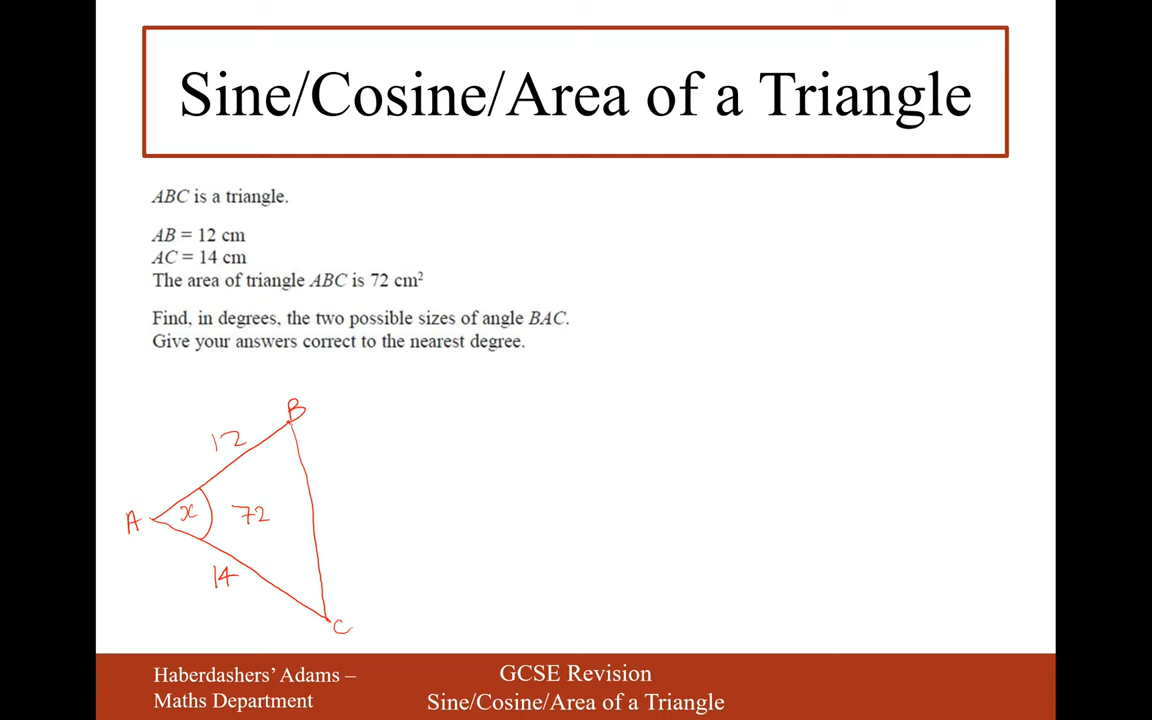 Sine/Cosine/Area of a Triangle
ABC is a triangle.
AB = 12 cm
AC = 14 cm
The area of triangle ABC is 72 cm²
Find, in degrees, the two possible sizes of angle BAC.
Give your answers correct to the nearest degree.
B
12
A
x
72
14
C
Haberdashers’ Adams –
Maths Department
GCSE Revision
Sine/Cosine/Area of a Triangle